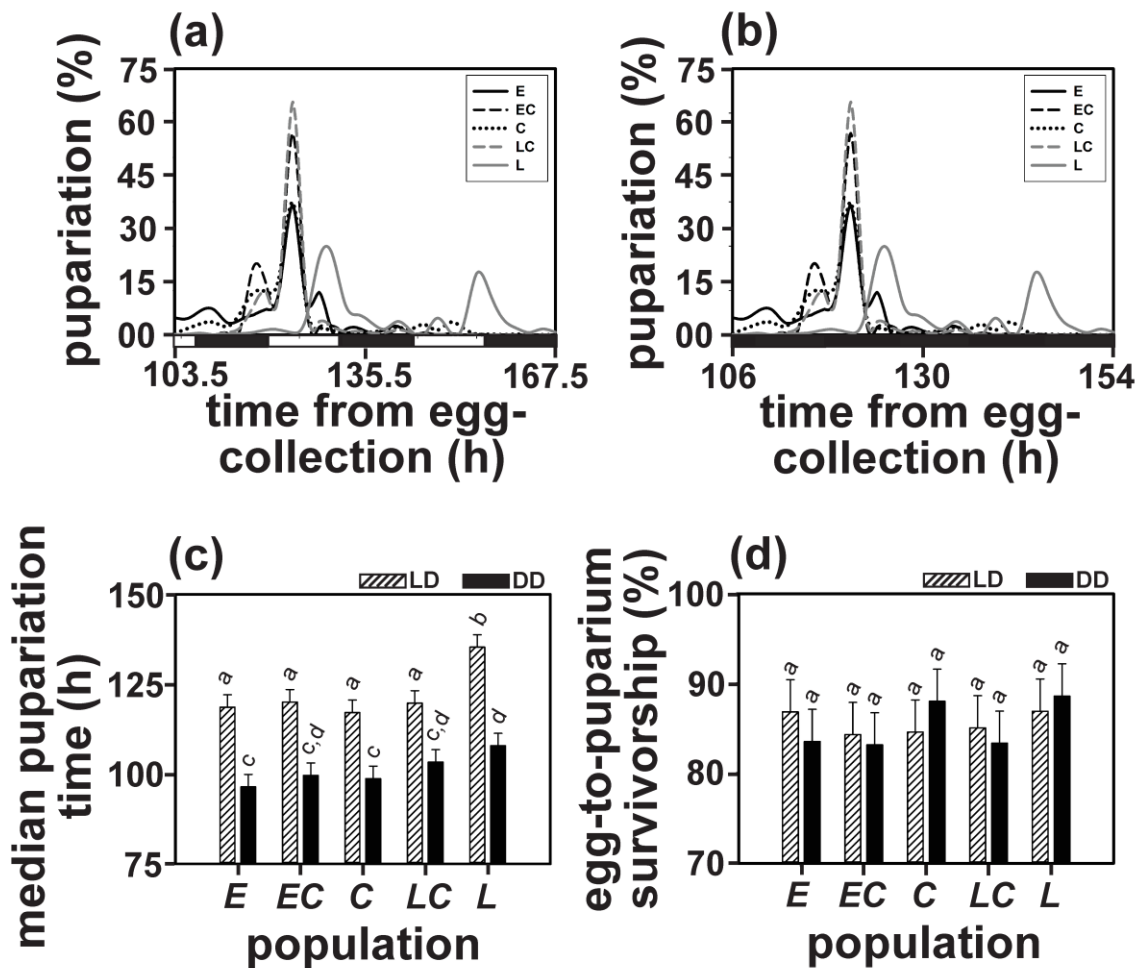 (a)
pupariation (%)
75
60
45
30
15
00
E
EC
C
LC
L
103.5 135.5 167.5
time from egg-
collection (h)
(b)
pupariation (%)
75
60
45
30
15
00
E
EC
C
LC
L
106 130 154
time from egg-
collection (h)
(c)
LD DD
median pupariation
time (h)
150
125
100
75
a c a c,d a c a c,d b d
E EC C LC L
population
(d)
LD DD
egg-to-puparium
survivorship (%)
100
90
80
70
a a a a a a a a a a
E EC C LC L
population